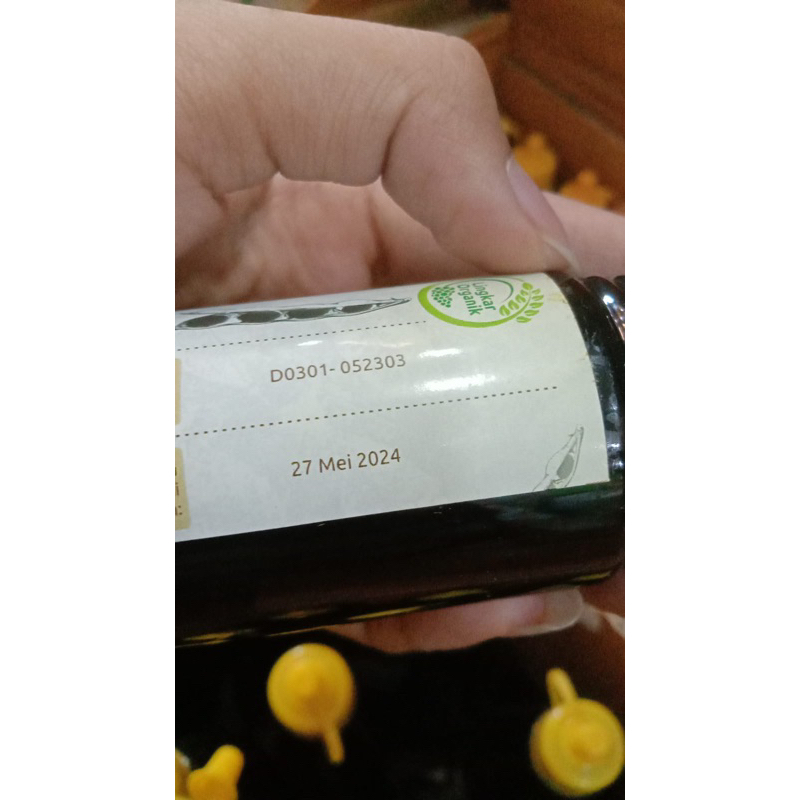 Lingkar
Organik
D0301- 052303
27 Mei 2024